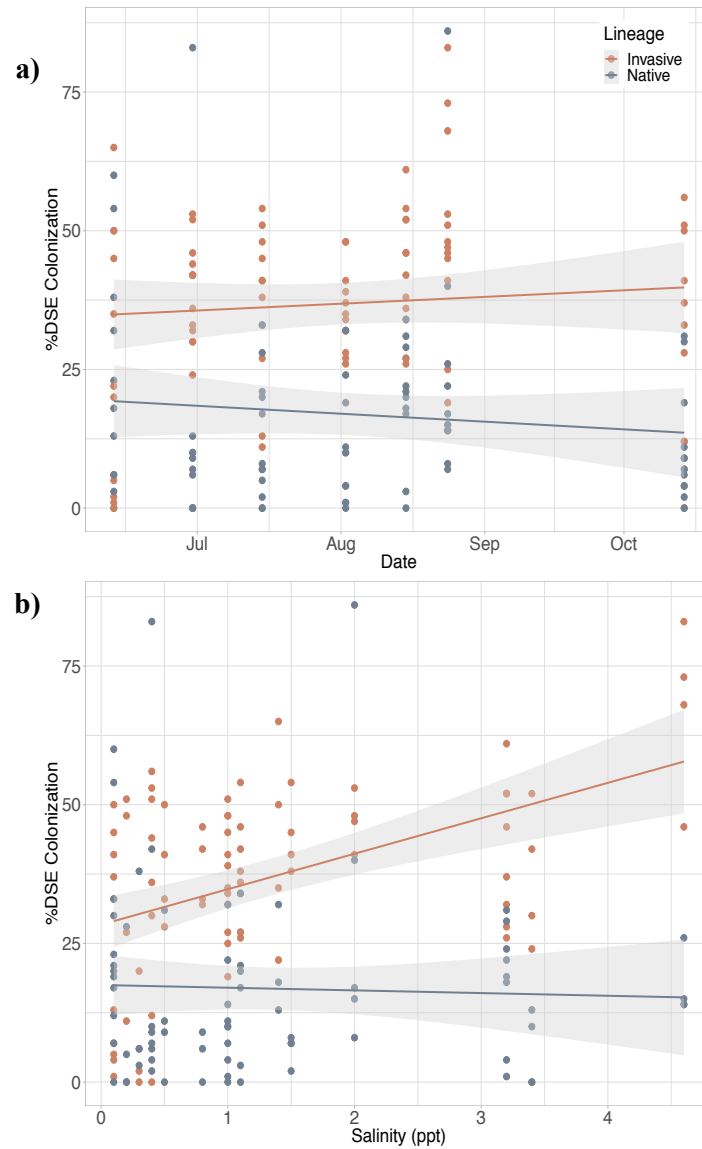 a)
Lineage
Invasive
Native
75
50
25
0
%DSE Colonization
Jul Aug Sep Oct
Date
b)
75
50
25
0
%DSE Colonization
0 1 2 3 4
Salinity (ppt)